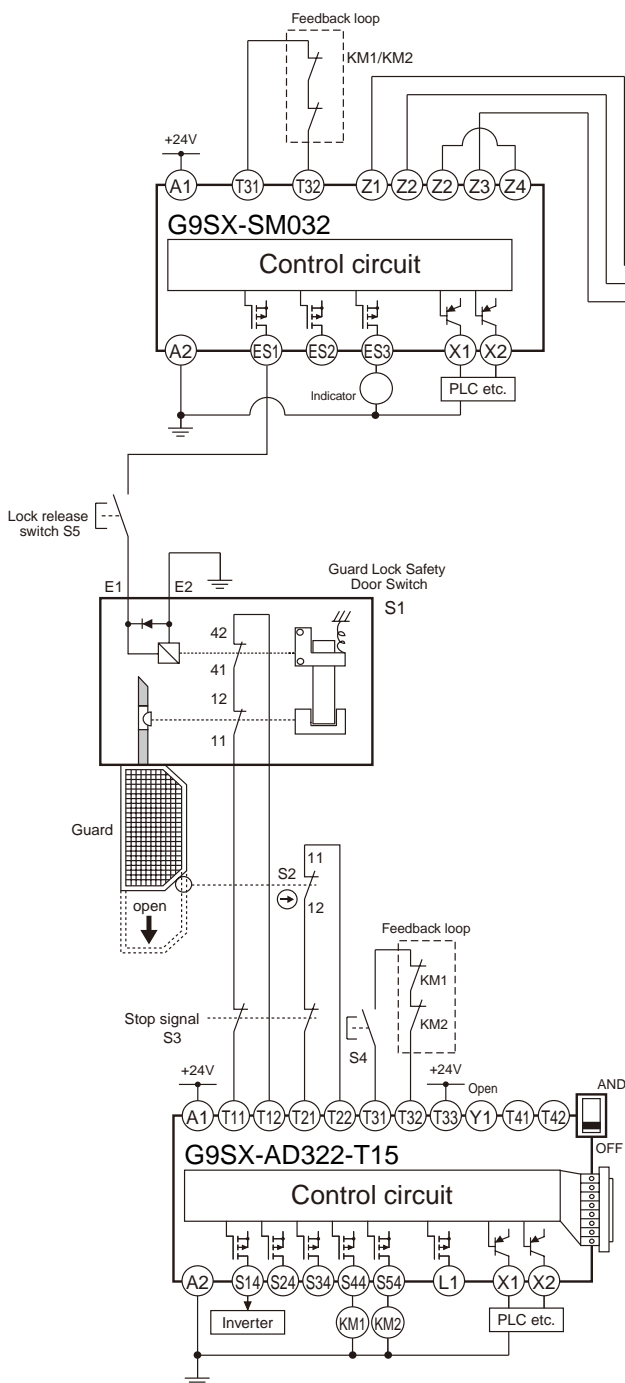 Feedback loop
KM1/KM2
+24V
A1 T31 T32 Z1 Z2 Z2 Z3 Z4
G9SX-SM032
Control circuit
A2 ES1 ES2 ES3 X1 X2
Indicator
PLC etc.
Lock release
switch S5
E1 E2
Guard Lock Safety
Door Switch
S1
42
41
12
11
Guard
open
S2
11
12
Feedback loop
KM1
KM2
Stop signal
S3
S4
+24V
+24V
Open
AND
A1 T11 T12 T21 T22 T31 T32 T33 Y1 T41 T42
OFF
G9SX-AD322-T15
Control circuit
A2 S14 S24 S34 S44 S54 L1 X1 X2
Inverter
KM1 KM2
PLC etc.